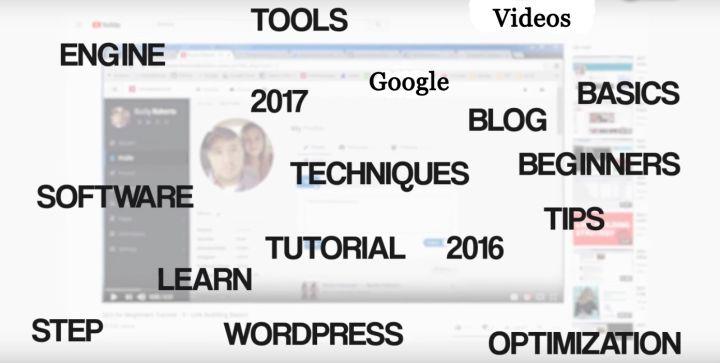 TOOLS
Videos
ENGINE
Google
2017
BASICS
BLOG
TECHNIQUES
BEGINNERS
SOFTWARE
TIPS
TUTORIAL
2016
LEARN
STEP
WORDPRESS
OPTIMIZATION